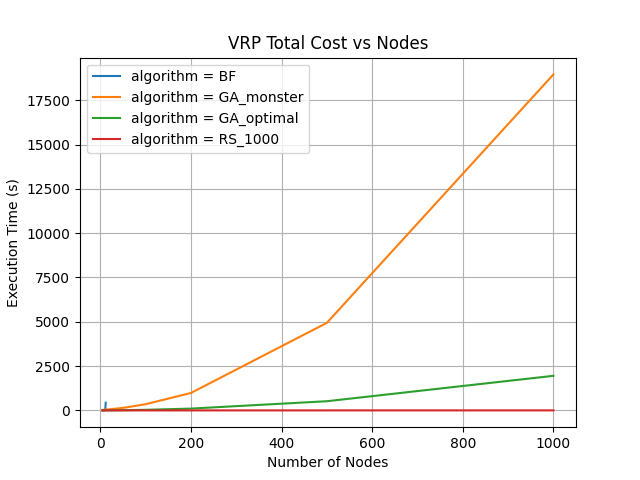 VRP Total Cost vs Nodes
algorithm = BF
algorithm = GA_monster
algorithm = GA_optimal
algorithm = RS_1000
Execution Time (s)
17500
15000
12500
10000
7500
5000
2500
0
0 200 400 600 800 1000
Number of Nodes